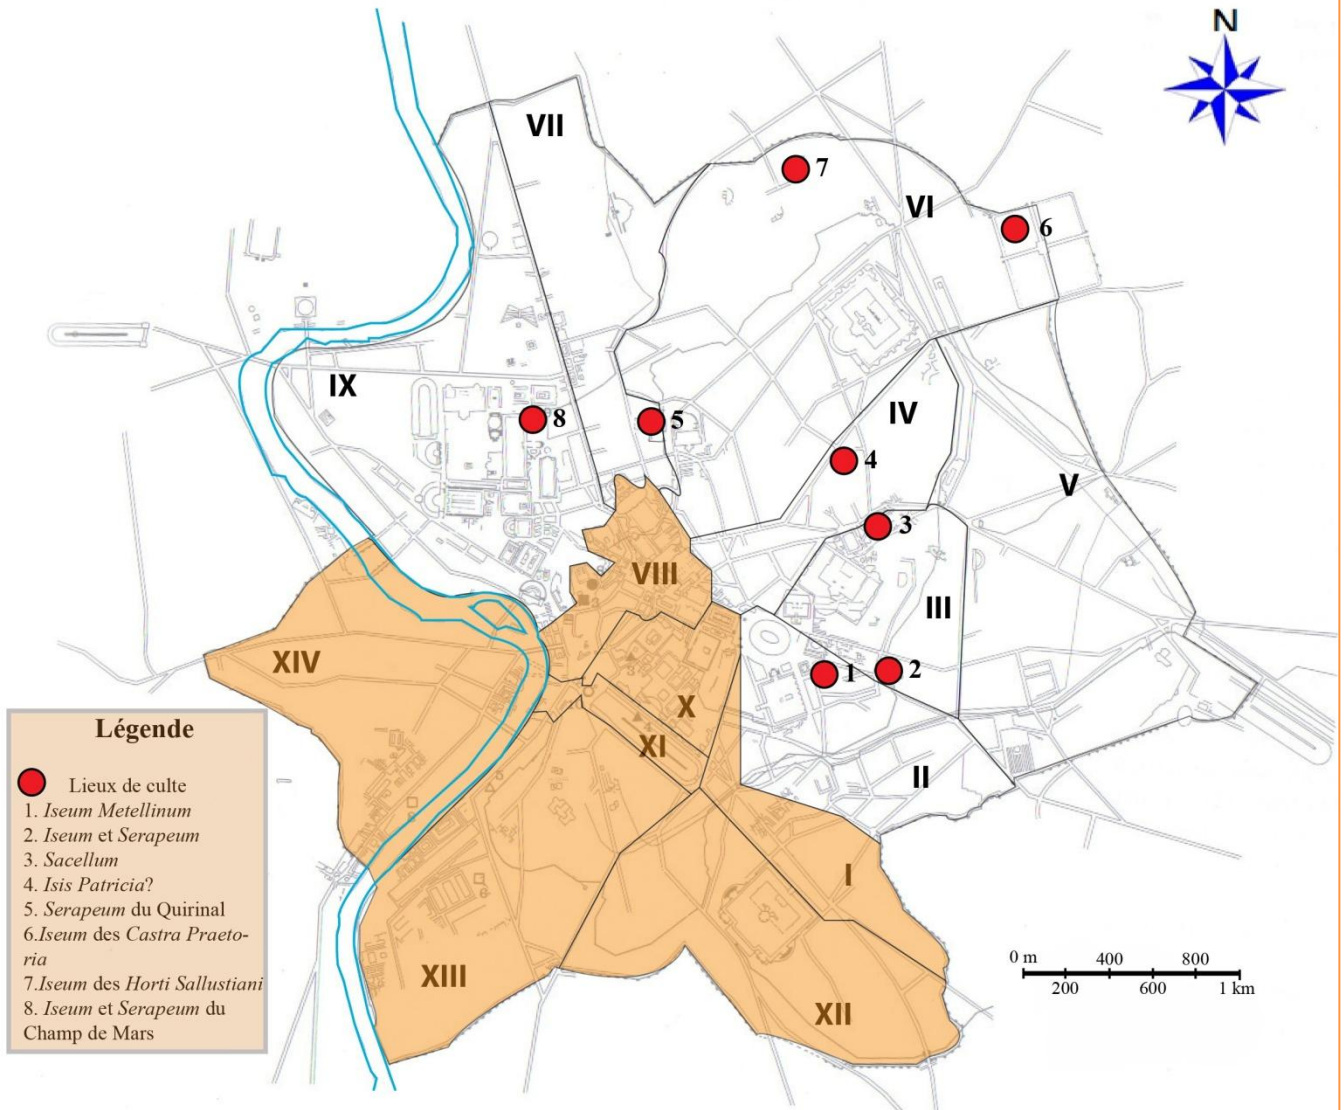 N
VII
7
VI
6
IX
8
5
IV
4
V
3
VIII
III
XIV
1
2
X
XI
II
I
XIII
XII
Légende
Lieux de culte
1. Iseum Metellinum
2. Iseum et Serapeum
3. Sacellum
4. Isis Patricia?
5. Serapeum du Quirinal
6.Iseum des Castra Praeto-
ria
7.Iseum des Horti Sallustiani
8. Iseum et Serapeum du
Champ de Mars
0 m 400 800
200 600 1 km